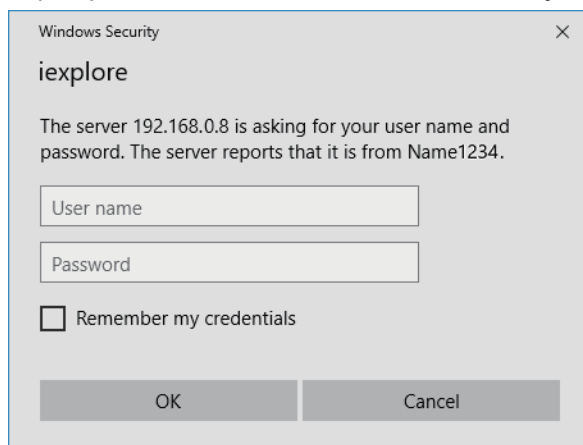 Windows Security
iexplore
The server 192.168.0.8 is asking for your user name and
password. The server reports that it is from Name1234.
User name
Password
Remember my credentials
OK
Cancel